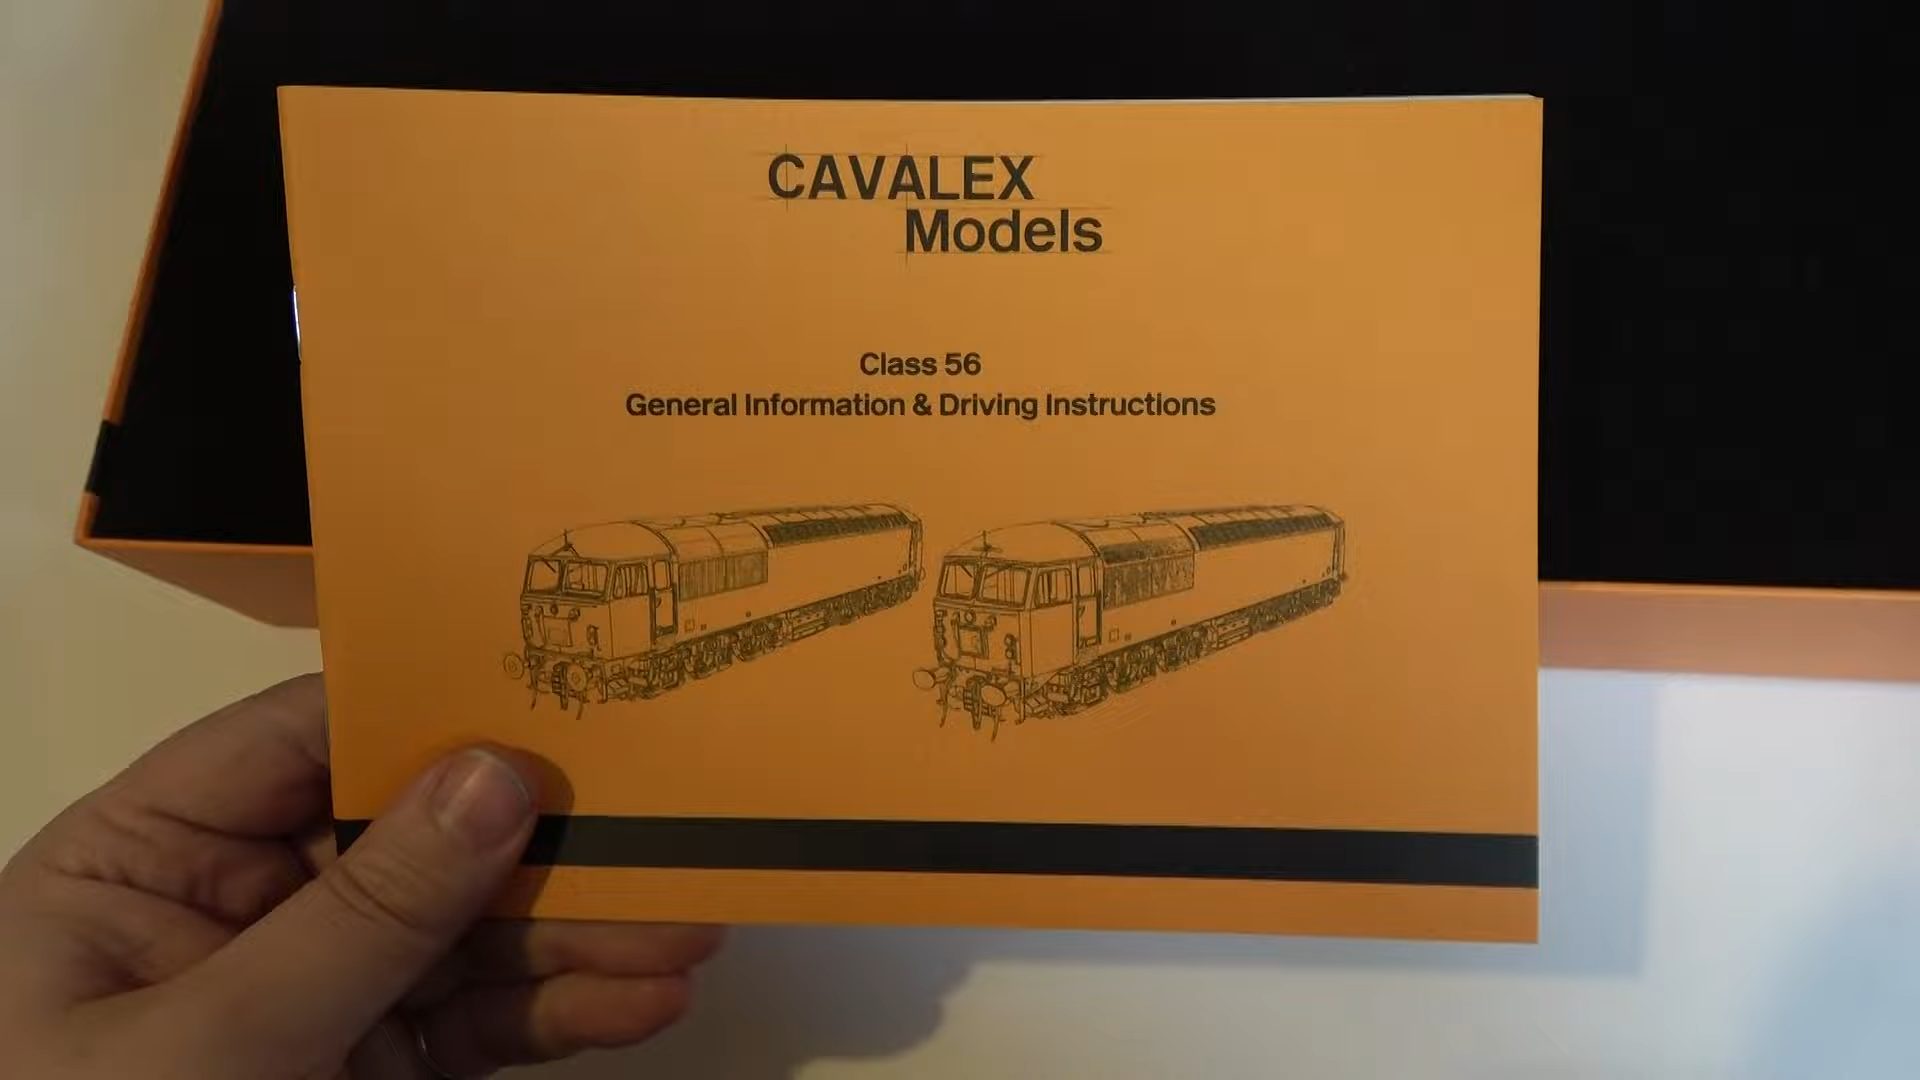 CAVALEX
Models
Class 56
General Information & Driving Instructions